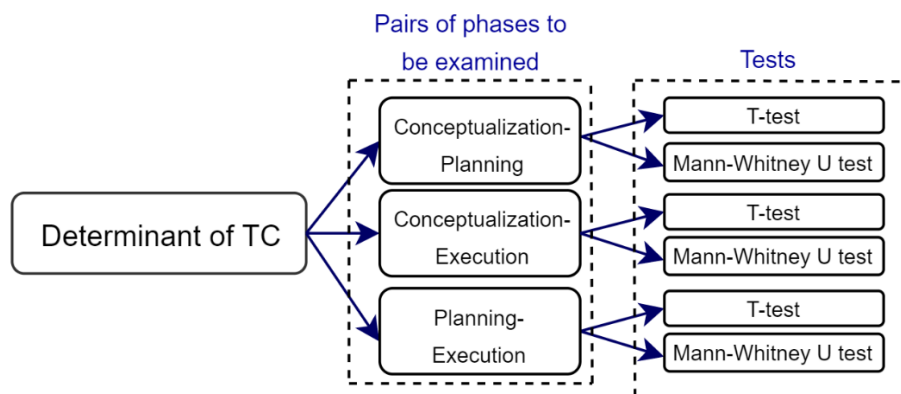 Pairs of phases to
be examined
Tests
Determinant of TC
Conceptualization-
Planning
T-test
Mann-Whitney U test
Conceptualization-
Execution
T-test
Mann-Whitney U test
Planning-
Execution
T-test
Mann-Whitney U test